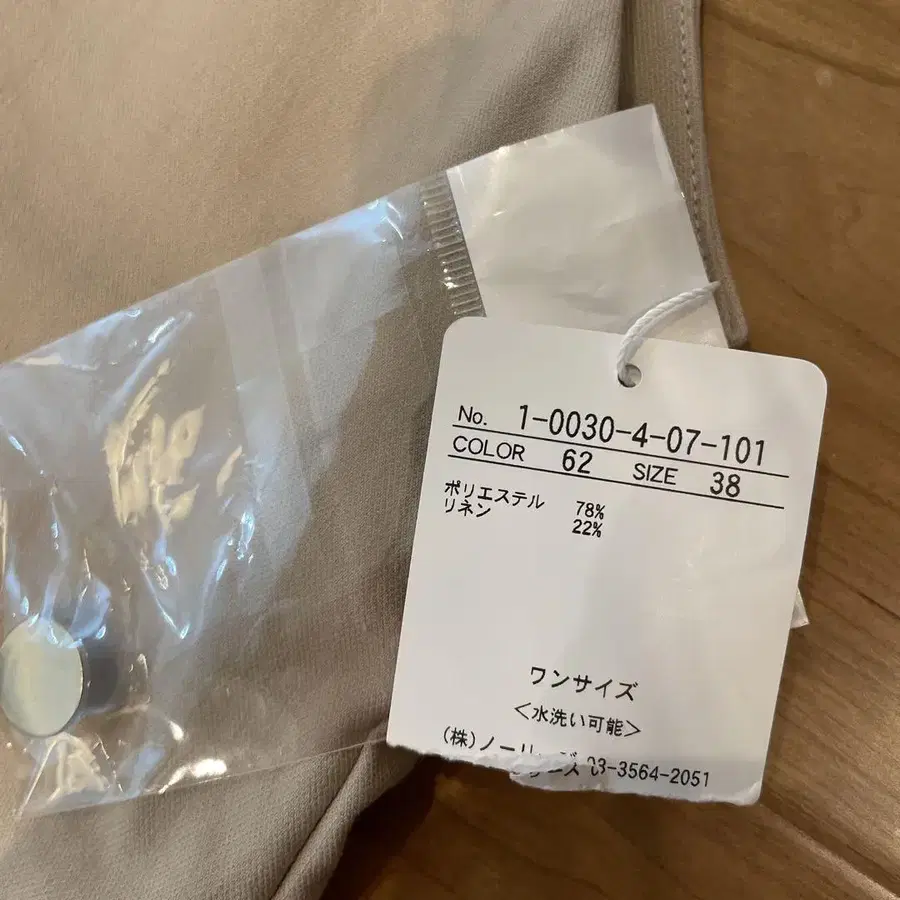 No. 1-0030-4-07-101
COLOR 62 SIZE 38
ポリエステル 78%
リネン 22%
ワンサイズ
<水洗い可能>
(株)ノーリ 03-3564-2051